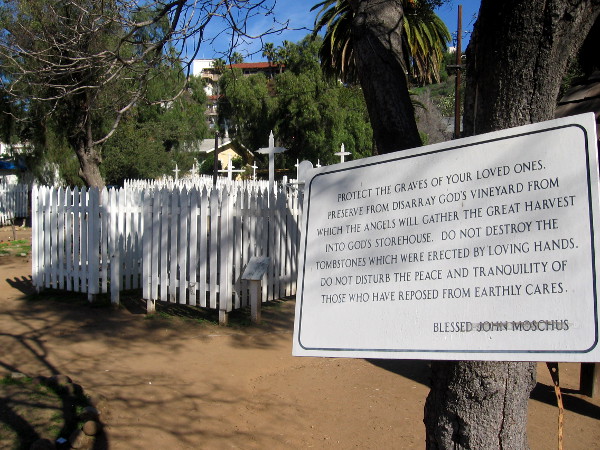 PROTECT THE GRAVES OF YOUR LOVED ONES.
PRESERVE FROM DISARRAY GOD'S VINEYARD FROM
WHICH THE ANGELS WILL GATHER THE GREAT HARVEST
INTO GOD'S STOREHOUSE. DO NOT DESTROY THE
TOMBSTONES WHICH WERE ERECTED BY LOVING HANDS.
DO NOT DISTURB THE PEACE AND TRANQUILITY OF
THOSE WHO HAVE REPOSED FROM EARTHLY CARES.
BLESSED JOHN MOSCHUS